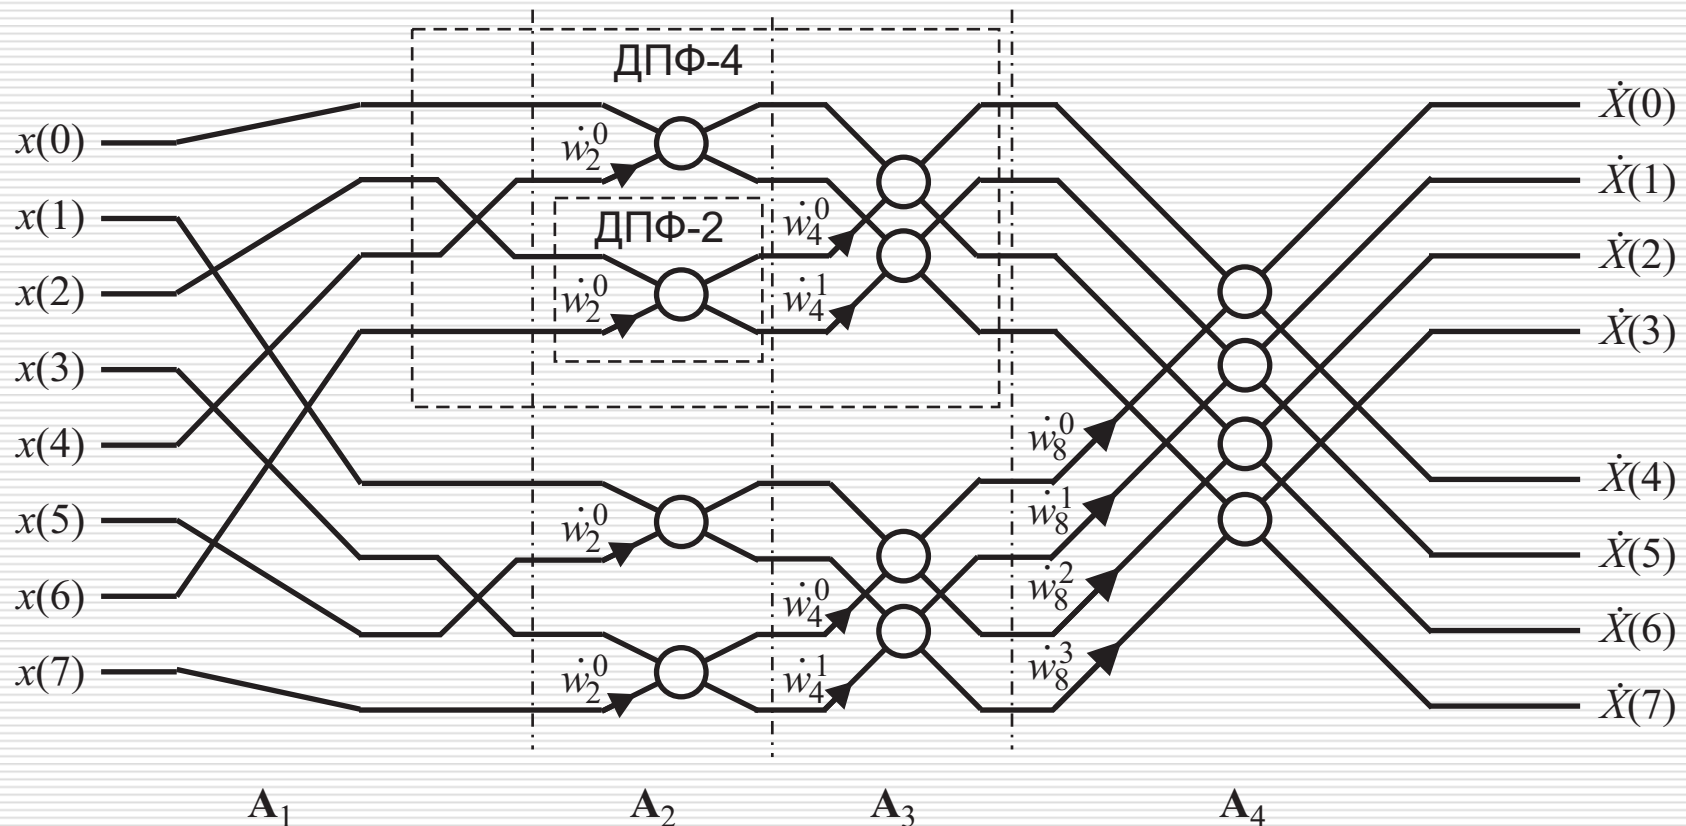 ДПФ-4
Ẋ(0)
x(0)
ẇ₂⁰
Ẋ(1)
x(1)
ДПФ-2
ẇ₄⁰
Ẋ(2)
x(2)
ẇ₂⁰
ẇ₄¹
Ẋ(3)
x(3)
x(4)
ẇ₈⁰
Ẋ(4)
x(5)
ẇ₂⁰
ẇ₈¹
Ẋ(5)
x(6)
ẇ₄⁰
ẇ₈²
Ẋ(6)
x(7)
ẇ₂⁰
ẇ₄¹
ẇ₈³
Ẋ(7)
A₁ A₂ A₃ A₄